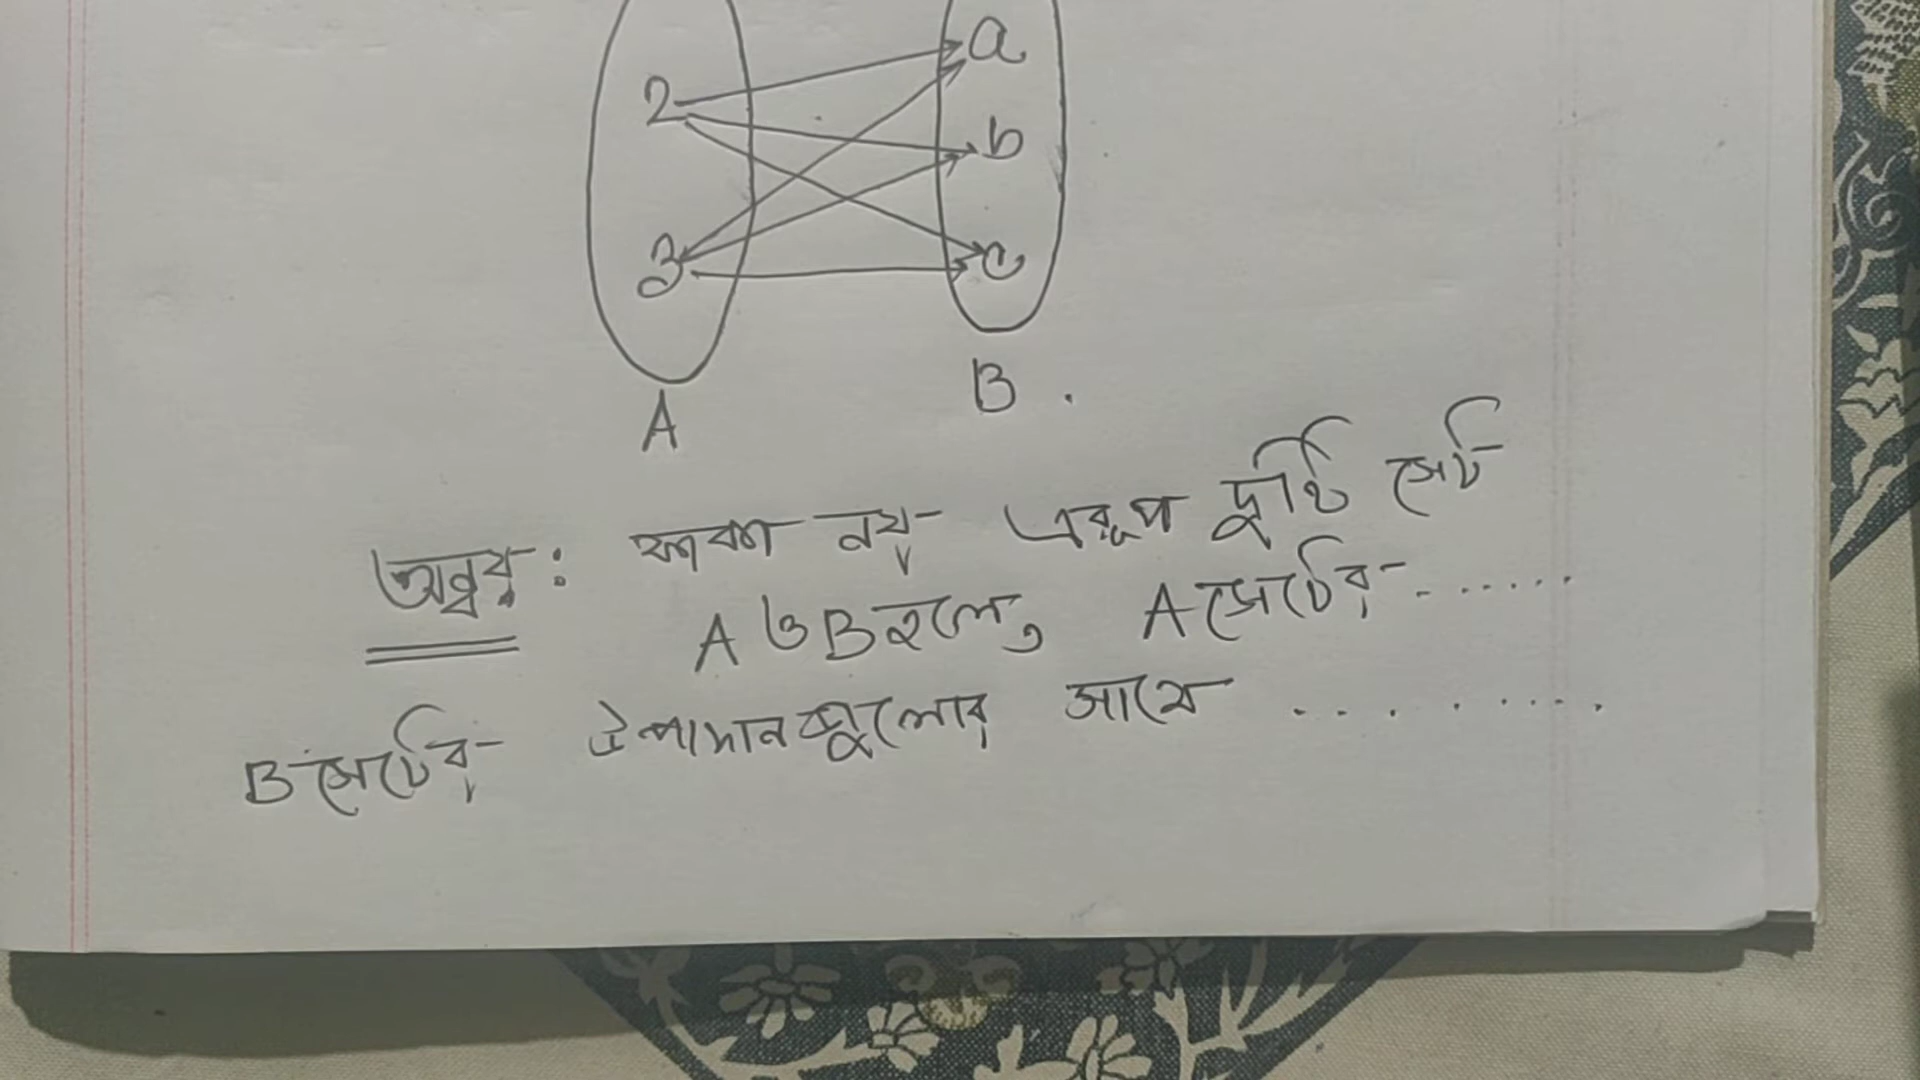 2
a
b
3
c
A
B .
অন্বয় : ফাকা নয় এরূপ দুটি সেট
A ও B হলে, A সেটের ......
B সেটের উপাদানগুলোর সাথে .........